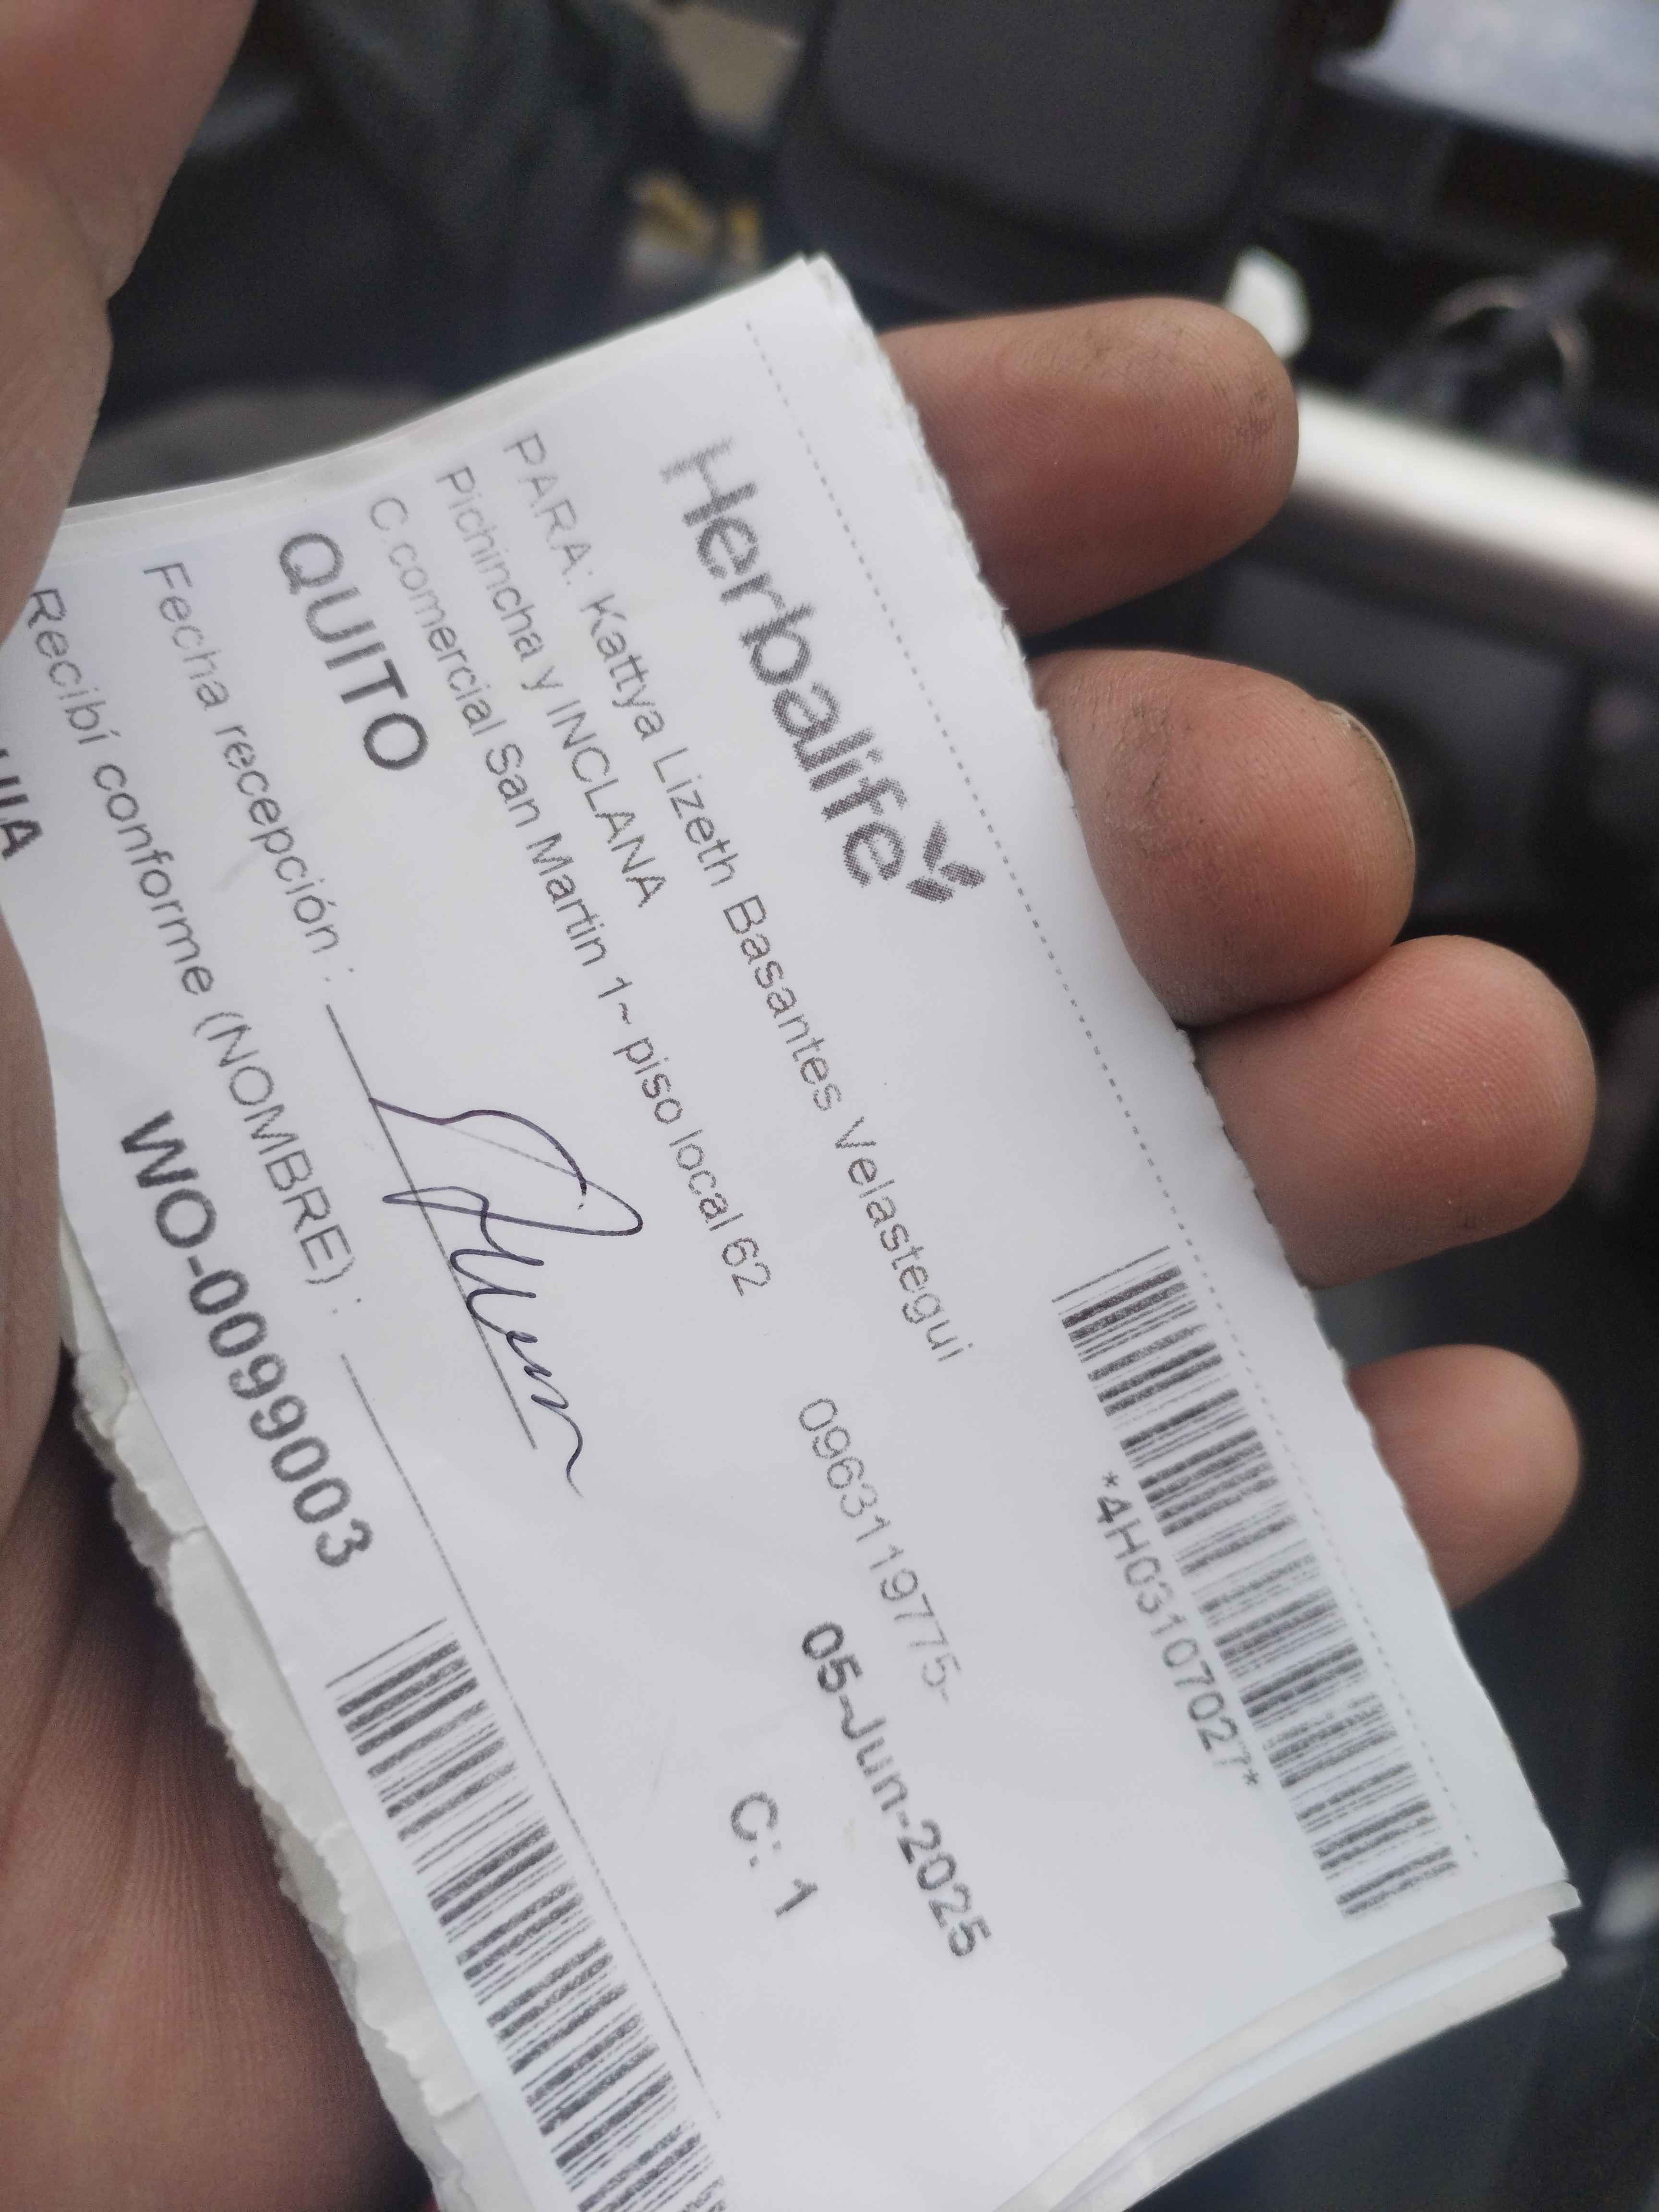 Herbalife
*4H03107027*
PARA: Kattya Lizeth Basantes Velastegui
0963119775-
Pichincha y INCLANA
C.comercial San Martin 1~ piso local 62
05-Jun-2025
QUITO
C: 1
Fecha recepción :
Recibí conforme (NOMBRE) :
WO-0099003